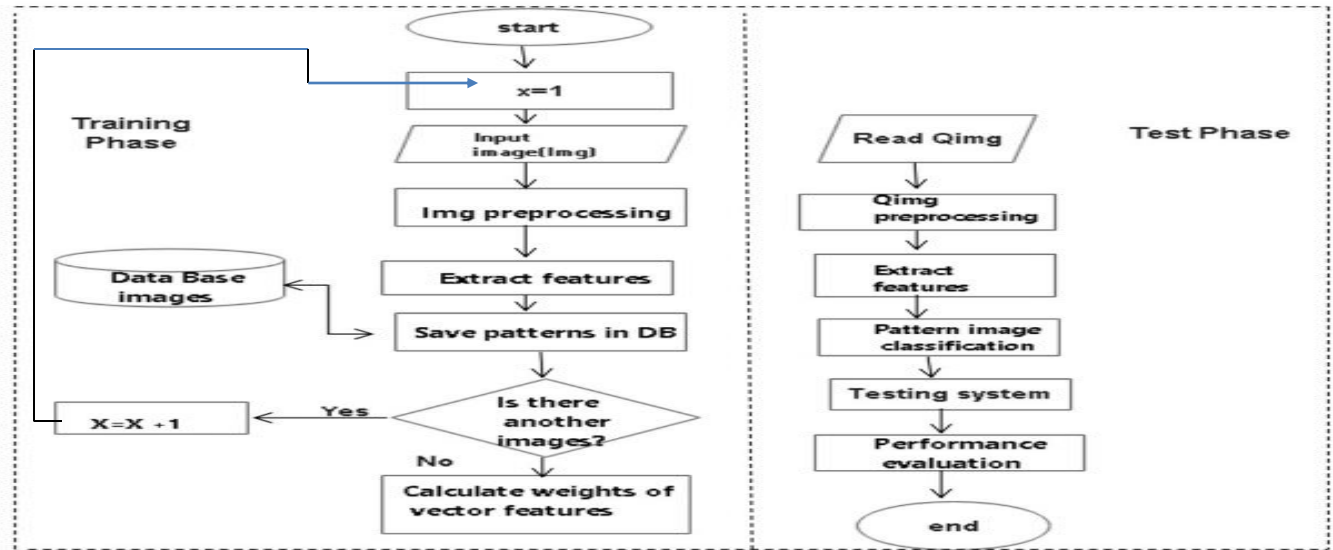 start
x=1
Training
Phase
Input
image(Img)
Img preprocessing
Extract features
Data Base
images
Save patterns in DB
Is there
another
images?
Yes
X=X +1
No
Calculate weights of
vector features
Test Phase
Read Qimg
Qimg
preprocessing
Extract
features
Pattern image
classification
Testing system
Performance
evaluation
end